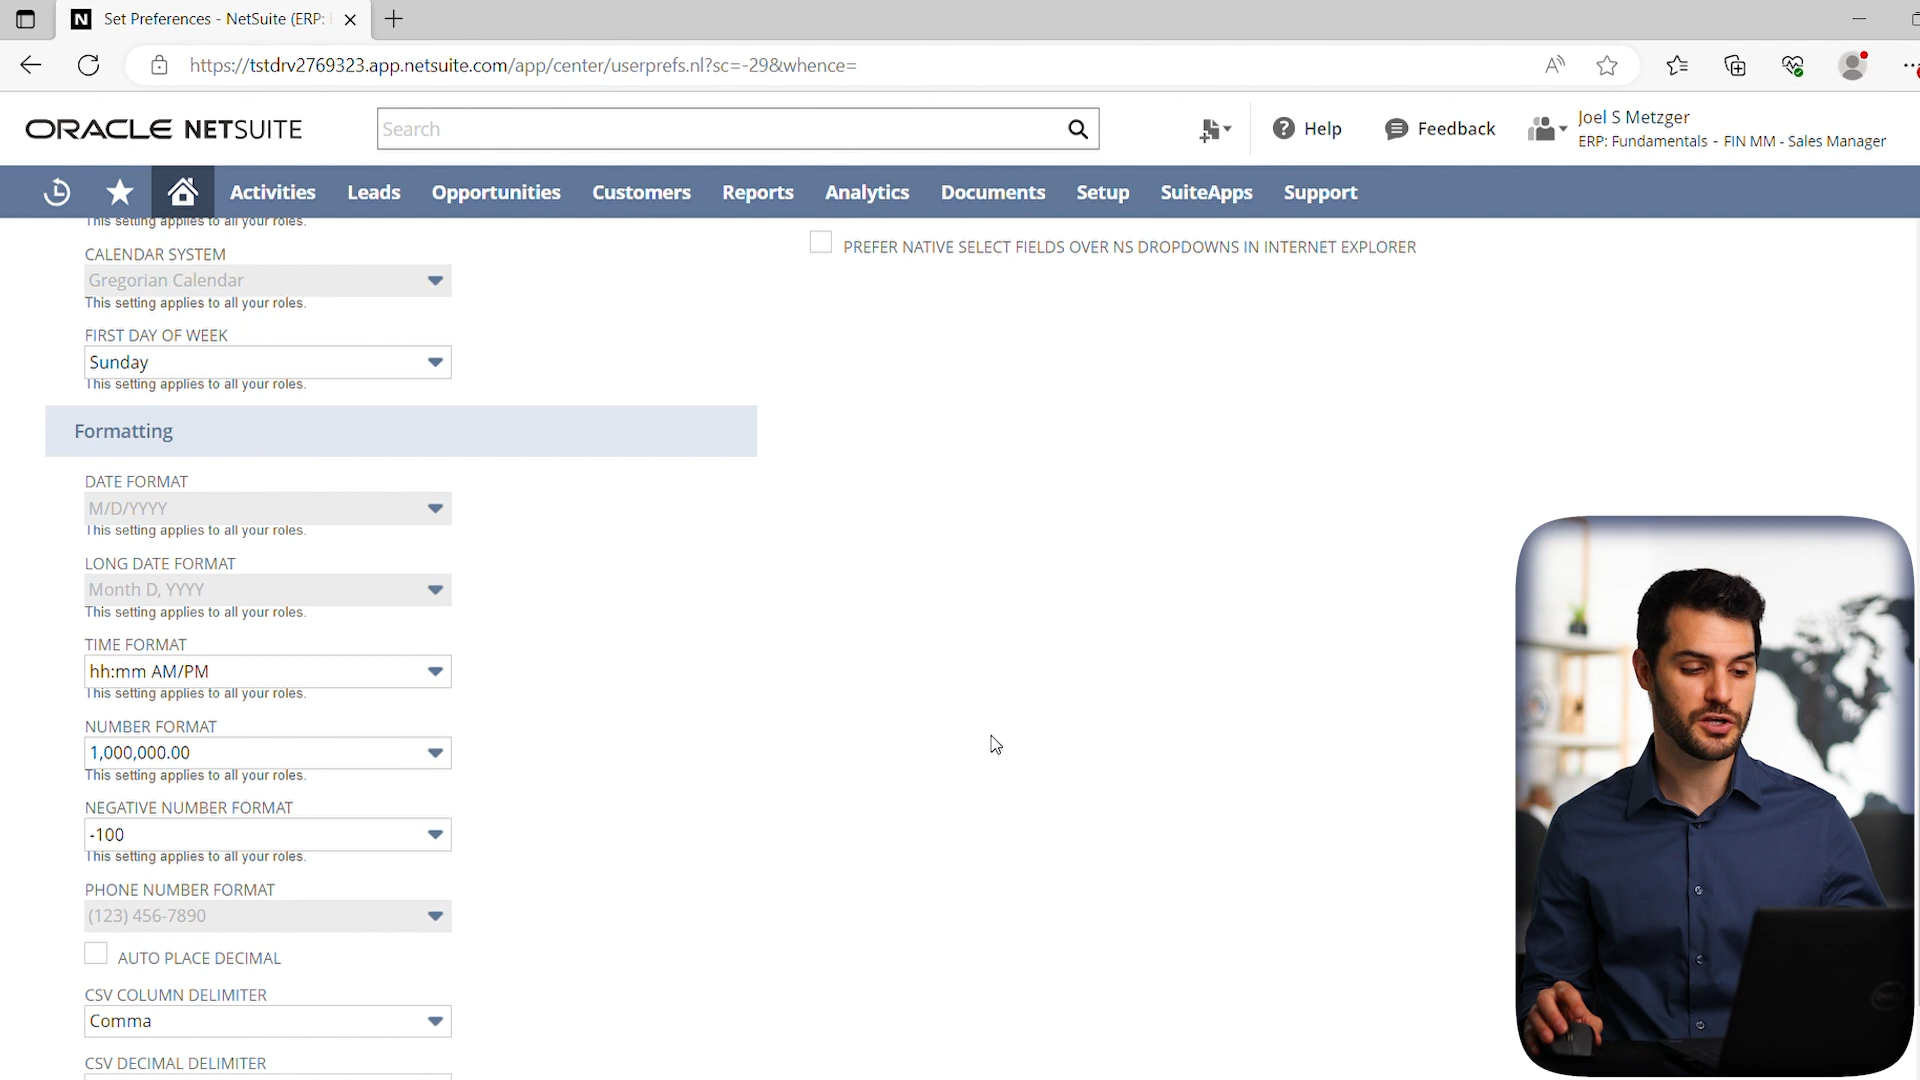 N Set Preferences - NetSuite (ERP:
https://tstdrv2769323.app.netsuite.com/app/center/userprefs.nl?sc=-29&whence=
ORACLE NETSUITE
Search
Help
Feedback
Joel S Metzger
ERP: Fundamentals - FIN MM - Sales Manager
Activities Leads Opportunities Customers Reports Analytics Documents Setup SuiteApps Support
This setting applies to all your roles.
PREFER NATIVE SELECT FIELDS OVER NS DROPDOWNS IN INTERNET EXPLORER
CALENDAR SYSTEM
Gregorian Calendar
This setting applies to all your roles.
FIRST DAY OF WEEK
Sunday
This setting applies to all your roles.
Formatting
DATE FORMAT
M/D/YYYY
This setting applies to all your roles.
LONG DATE FORMAT
Month D, YYYY
This setting applies to all your roles.
TIME FORMAT
hh:mm AM/PM
This setting applies to all your roles.
NUMBER FORMAT
1,000,000.00
This setting applies to all your roles.
NEGATIVE NUMBER FORMAT
-100
This setting applies to all your roles.
PHONE NUMBER FORMAT
(123) 456-7890
AUTO PLACE DECIMAL
CSV COLUMN DELIMITER
Comma
CSV DECIMAL DELIMITER